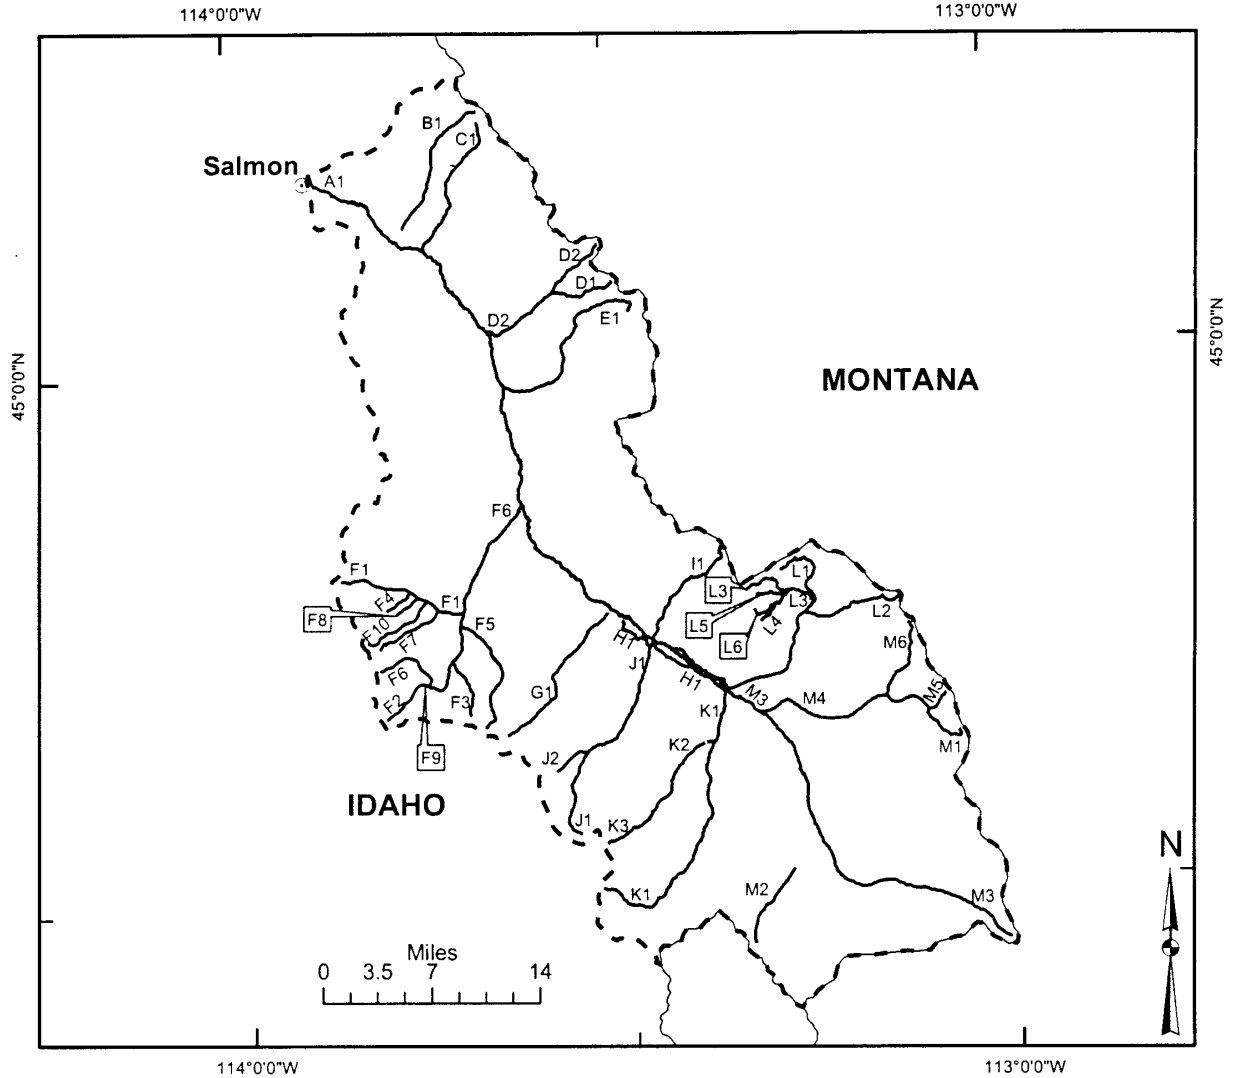 114°0'0"W
113°0'0"W
B1
C1
Salmon
A1
D2
D1
D2
E1
45°0'0"N
MONTANA
45°0'0"N
F6
I1
F1
L1
L3
F4
F1
L3
L2
F8
F10
F5
L5
L4
H1
F7
L6
M6
J1
F6
H1
G1
M3
M4
M5
F2
F3
K1
K2
M1
F9
J2
IDAHO
J1
K3
N
K1
M2
M3
Miles
0 3.5 7 14
114°0'0"W
113°0'0"W